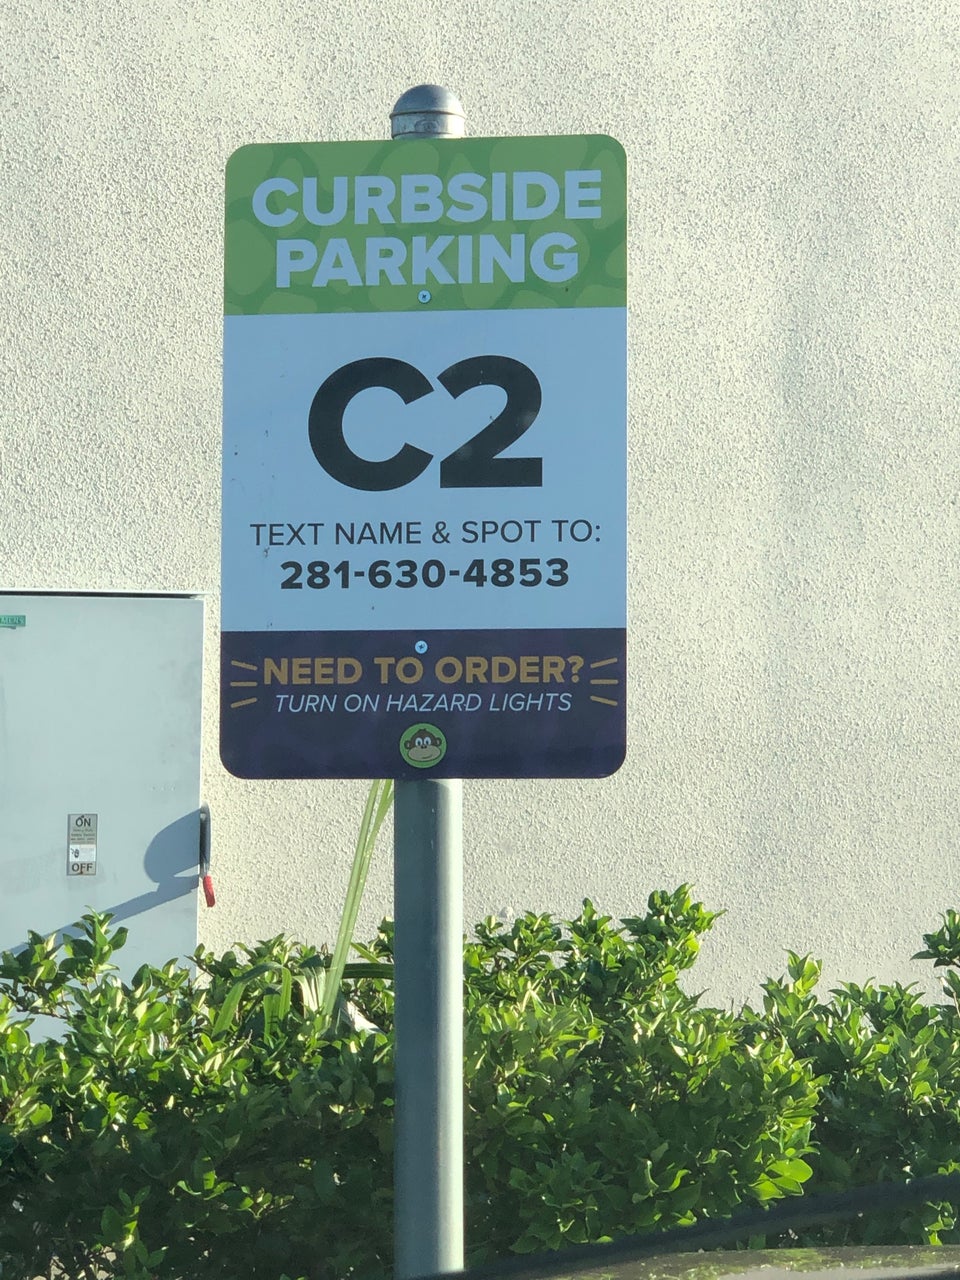 CURBSIDE
PARKING
C2
TEXT NAME & SPOT TO:
281-630-4853
NEED TO ORDER?
TURN ON HAZARD LIGHTS
ON
OFF